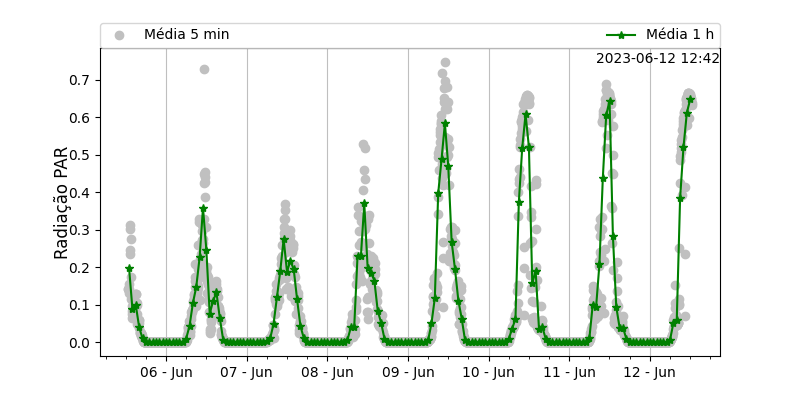 Média 5 min
Média 1 h
2023-06-12 12:42
Radiação PAR
0.7
0.6
0.5
0.4
0.3
0.2
0.1
0.0
06 - Jun
07 - Jun
08 - Jun
09 - Jun
10 - Jun
11 - Jun
12 - Jun